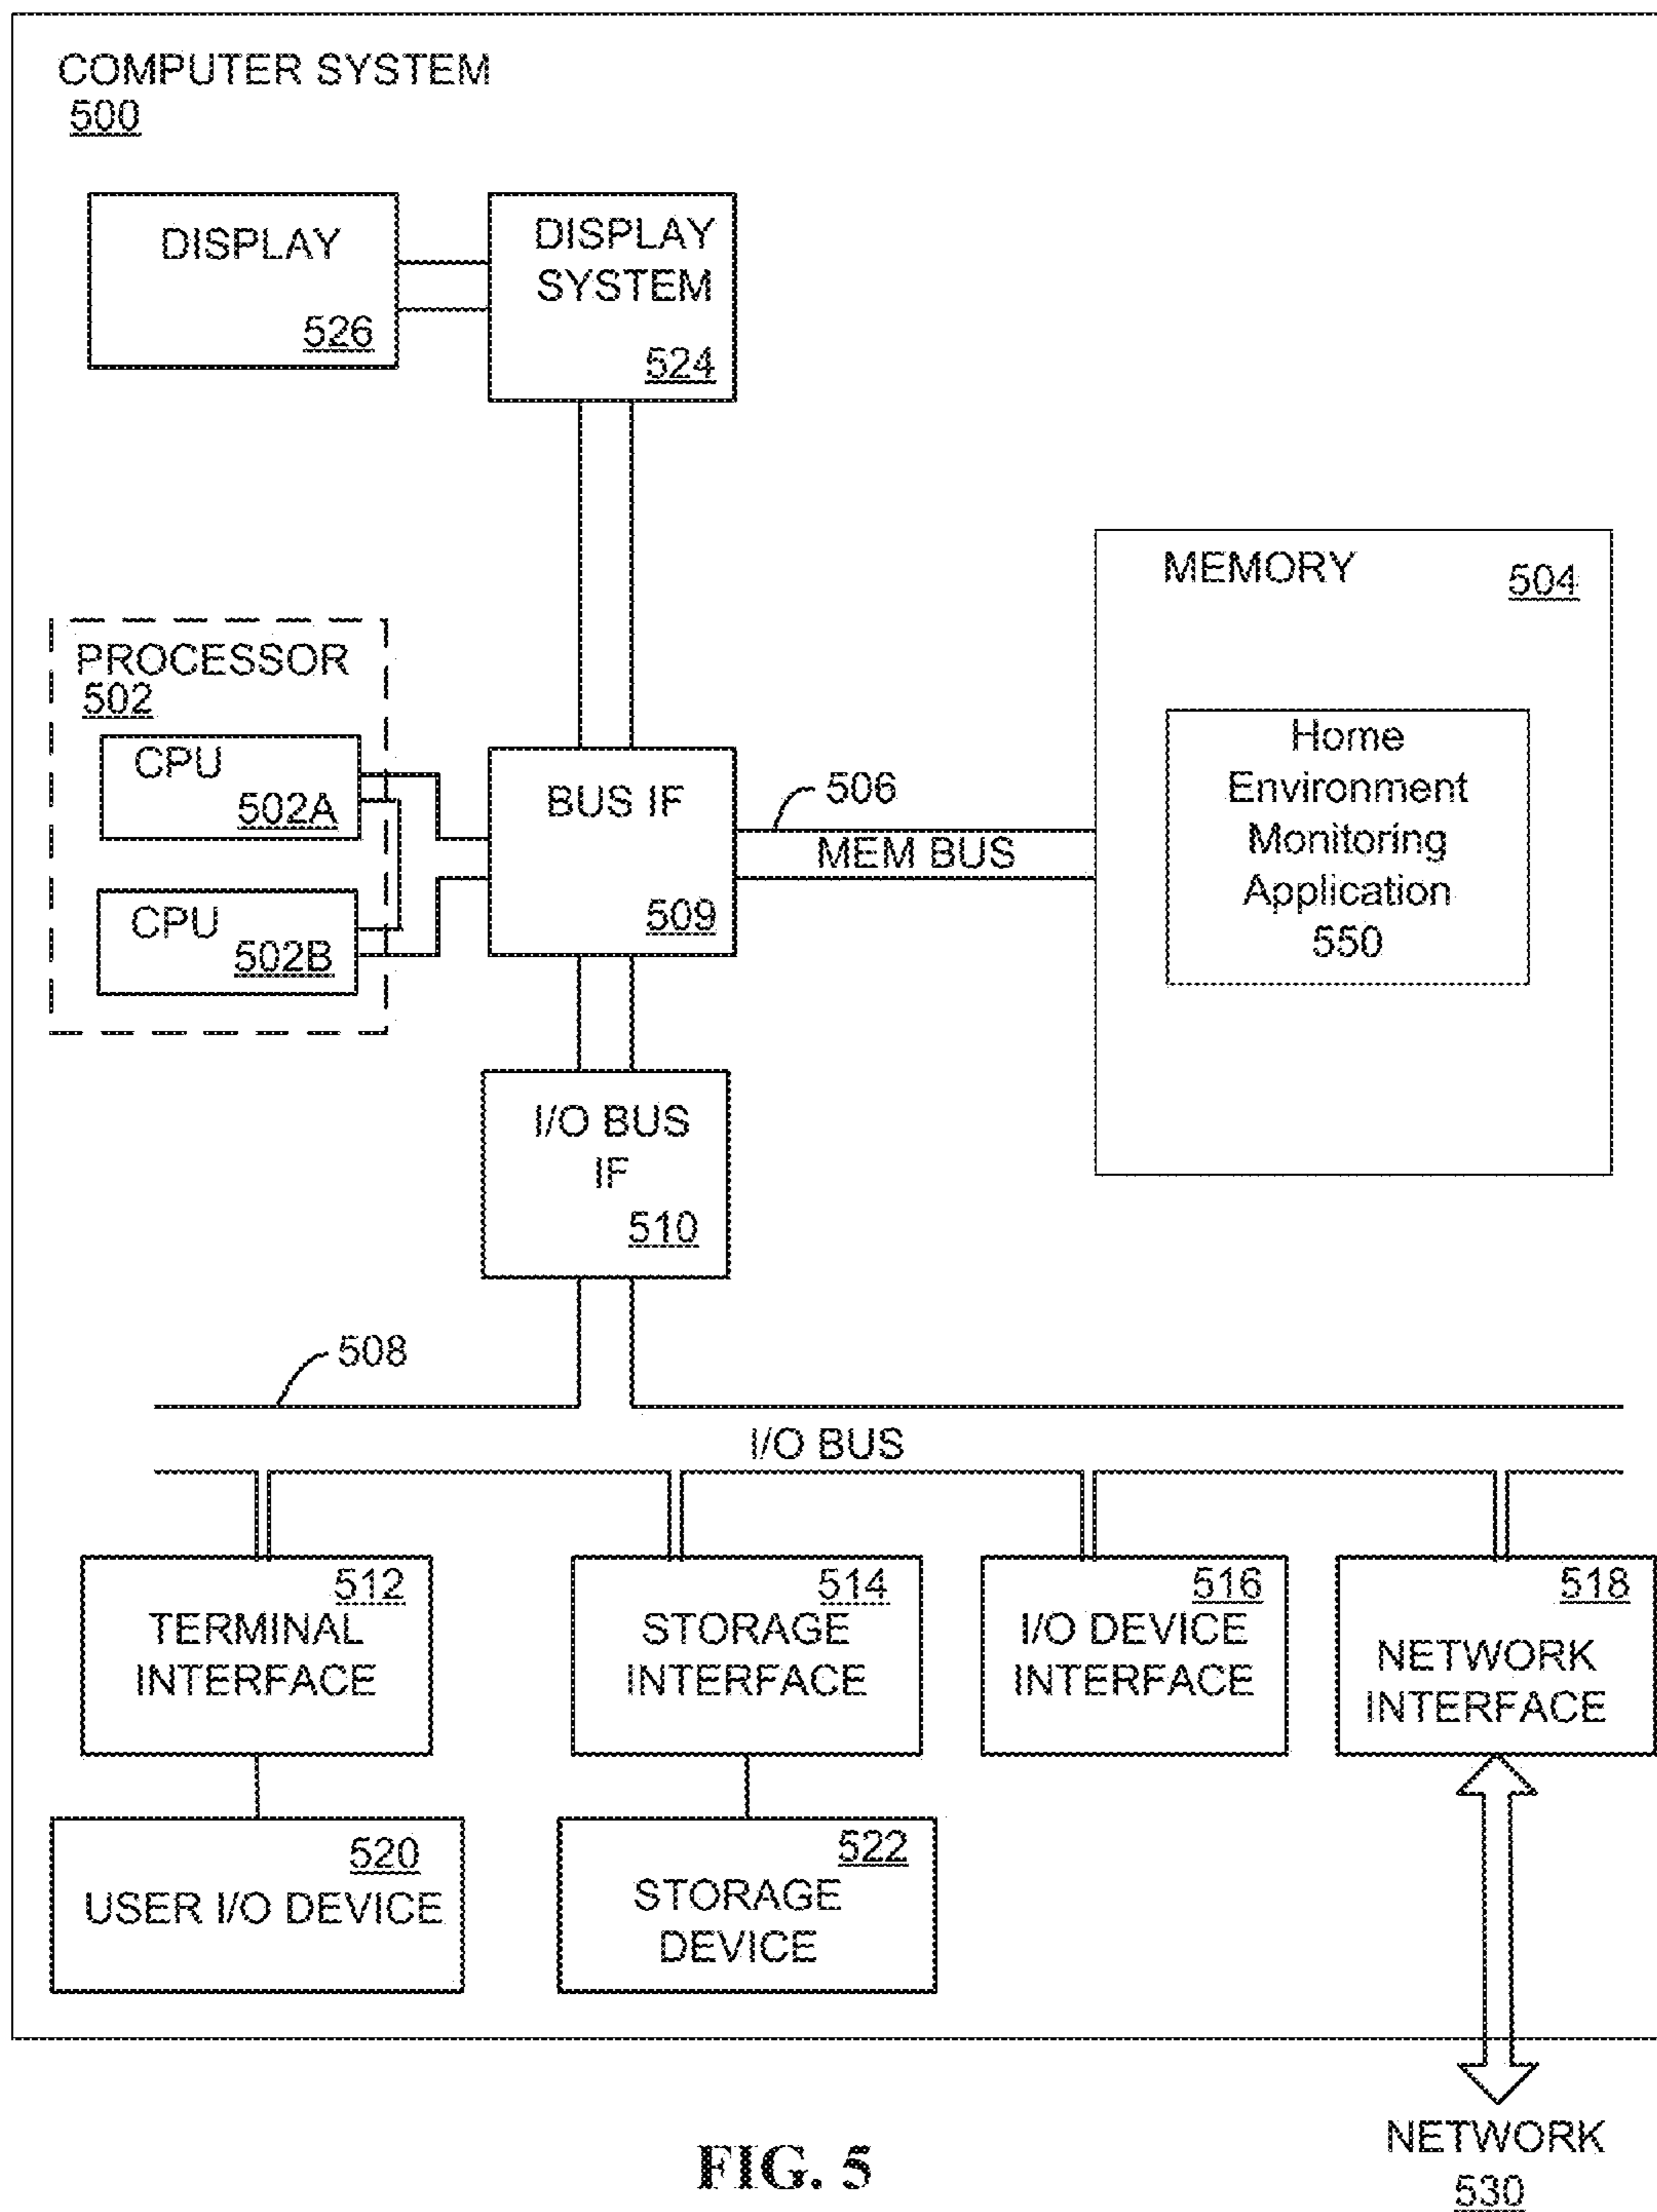 COMPUTER SYSTEM
500
DISPLAY
526
DISPLAY
SYSTEM
524
MEMORY
504
Home
Environment
Monitoring
Application
550
PROCESSOR
502
CPU
502A
CPU
502B
BUS IF
509
506
MEM BUS
I/O BUS
IF
510
508
I/O BUS
512
TERMINAL
INTERFACE
514
STORAGE
INTERFACE
516
I/O DEVICE
INTERFACE
518
NETWORK
INTERFACE
520
USER I/O DEVICE
522
STORAGE
DEVICE
NETWORK
530
FIG. 5